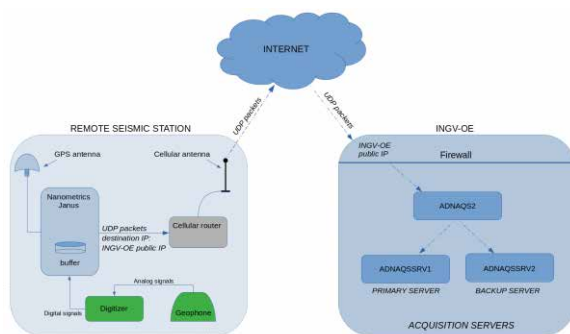 INTERNET
UDP packets
UDP packets
REMOTE SEISMIC STATION
GPS antenna
Cellular antenna
Nanometrics
Janus
buffer
UDP packets
destination IP:
INGV-OE public IP
Cellular router
Analog signals
Digital signals
Digitizer
Geophone
INGV-OE
INGV-OE
public IP
Firewall
ADNAQS2
ADNAQSSRV1
ADNAQSSRV2
PRIMARY SERVER
BACKUP SERVER
ACQUISITION SERVERS